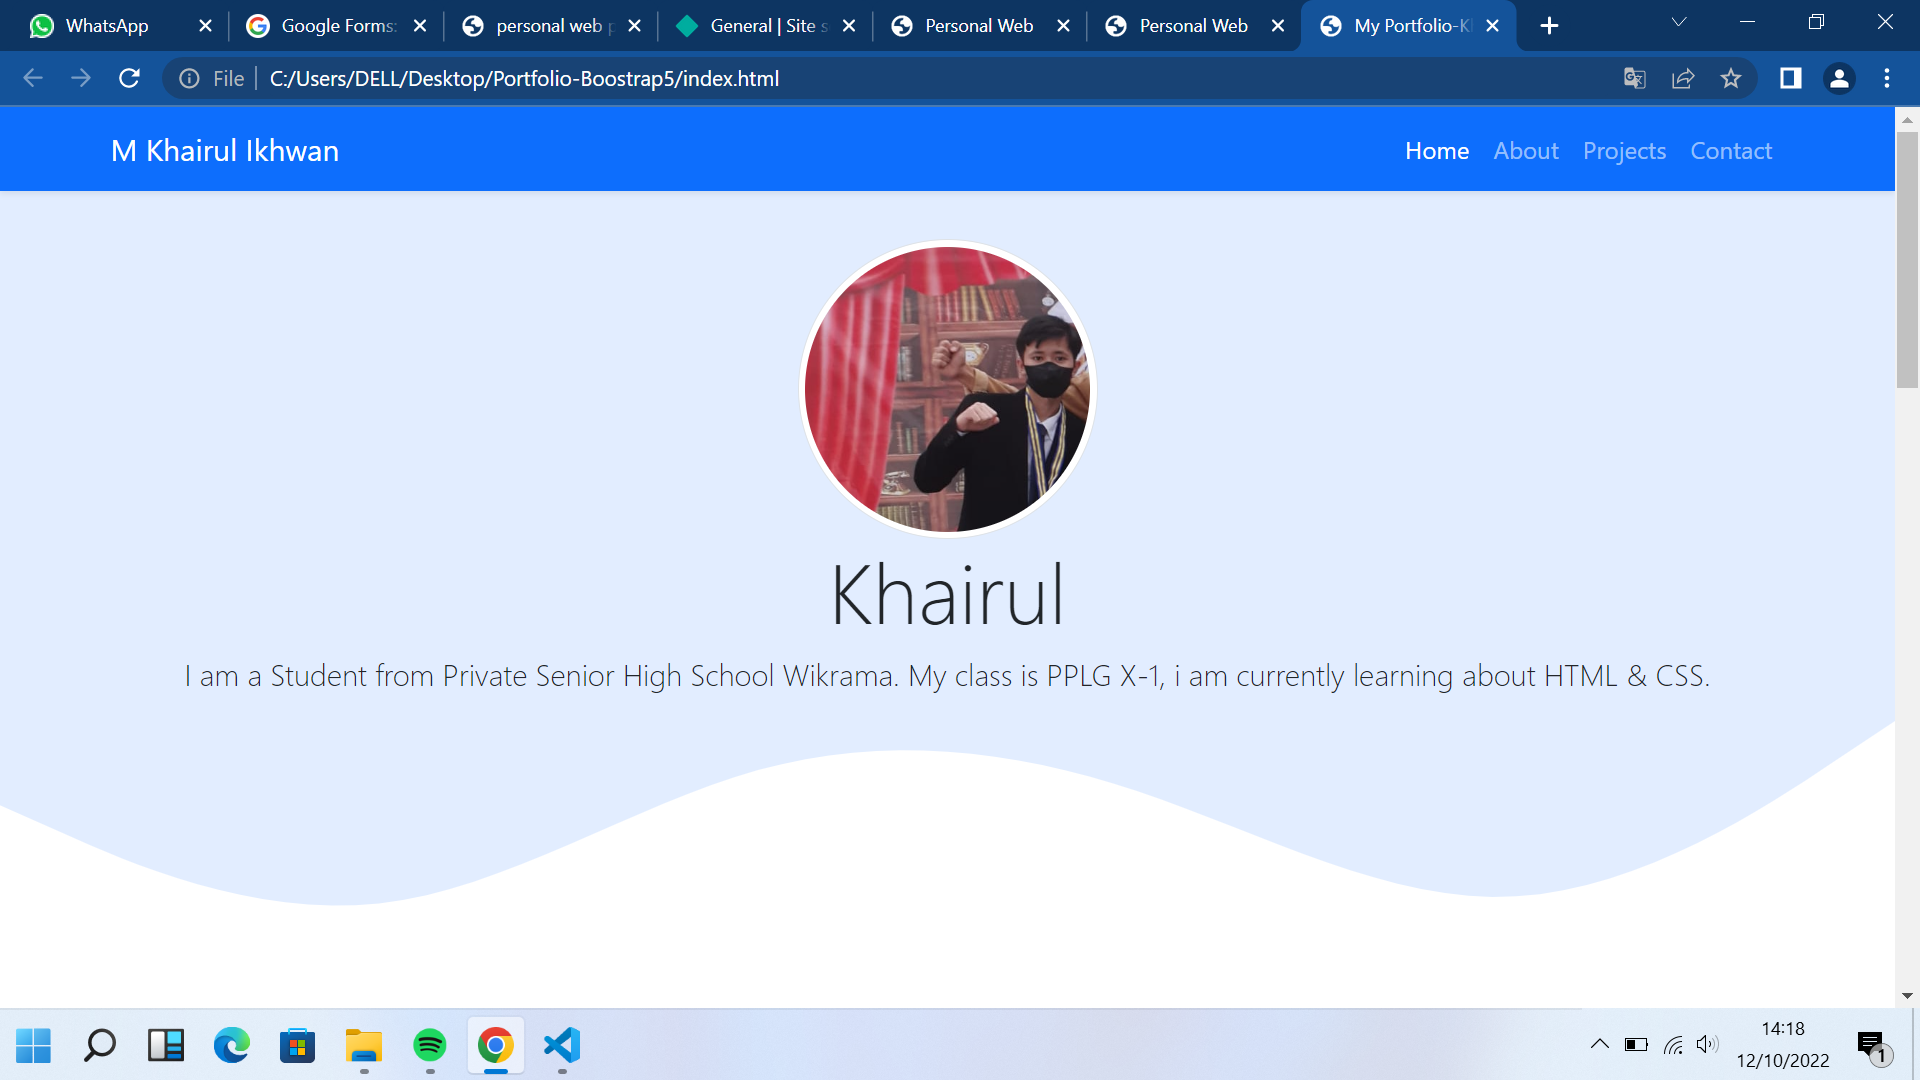 WhatsApp
Google Forms:
personal web p
General | Site s
Personal Web
Personal Web
My Portfolio-Kh
File
C:/Users/DELL/Desktop/Portfolio-Boostrap5/index.html
M Khairul Ikhwan
Home About Projects Contact
Khairul
I am a Student from Private Senior High School Wikrama. My class is PPLG X-1, i am currently learning about HTML & CSS.
14:18
12/10/2022
1